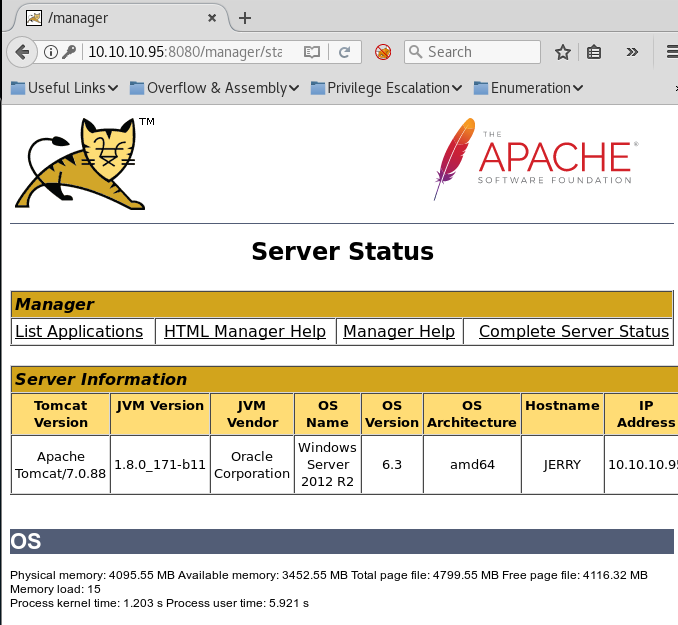 /manager
10.10.10.95:8080/manager/sta
Search
Useful Links
Overflow & Assembly
Privilege Escalation
Enumeration
TM
THE
APACHE®
SOFTWARE FOUNDATION
Server Status
Manager
List Applications HTML Manager Help Manager Help Complete Server Status
Server Information
Tomcat Version JVM Version JVM Vendor OS Name OS Version OS Architecture Hostname IP Address
Apache Tomcat/7.0.88 1.8.0_171-b11 Oracle Corporation Windows Server 2012 R2 6.3 amd64 JERRY 10.10.10.95
OS
Physical memory: 4095.55 MB Available memory: 3452.55 MB Total page file: 4799.55 MB Free page file: 4116.32 MB
Memory load: 15
Process kernel time: 1.203 s Process user time: 5.921 s